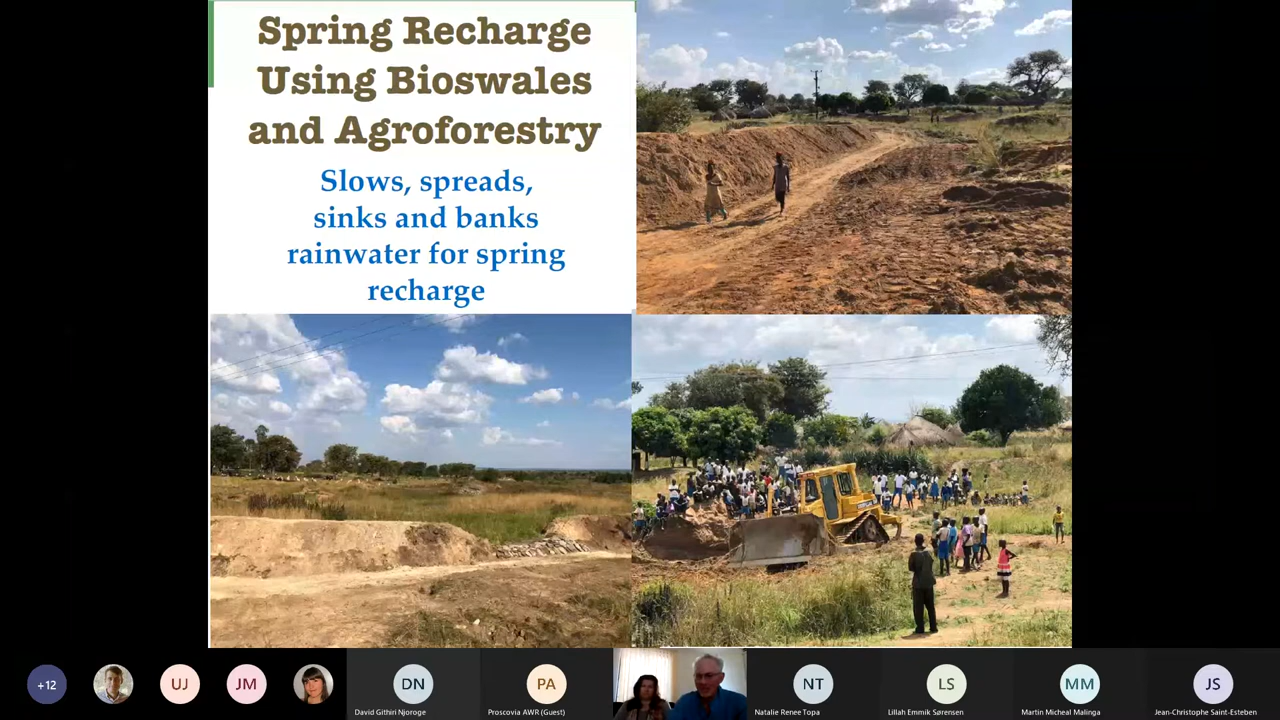 Spring Recharge
Using Bioswales
and Agroforestry
Slows, spreads,
sinks and banks
rainwater for spring
recharge
+12
UJ
JM
DN
David Githiri Njoroge
PA
Proscovia AWR (Guest)
NT
Natalie Renee Topa
LS
Lillah Emmik Sørensen
MM
Martin Micheal Malinga
JS
Jean-Christophe Saint-Esteben